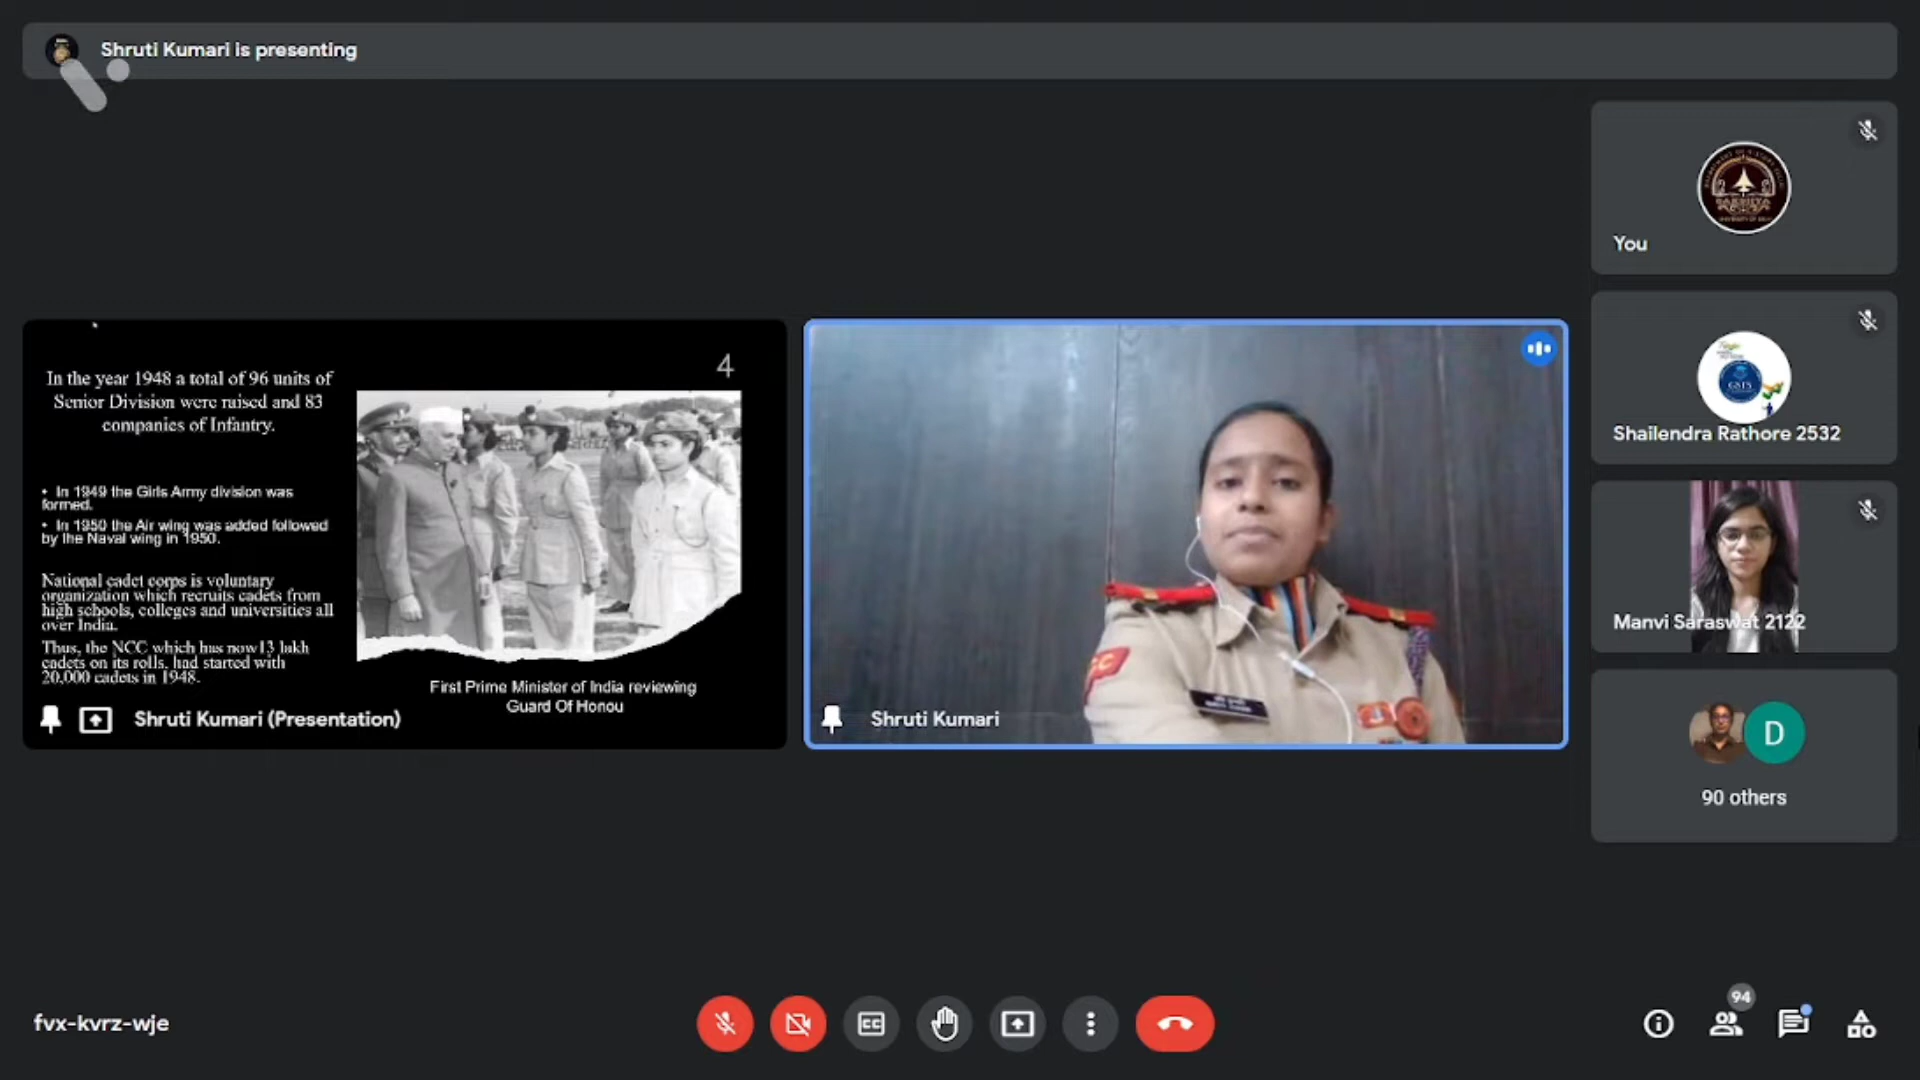 Shruti Kumari is presenting
You
Shailendra Rathore 2532
Manvi Saraswat 2122
D
90 others
4
In the year 1948 a total of 96 units of
Senior Division were raised and 83
companies of Infantry.
• In 1949 the Girls Army division was
formed.
• In 1950 the Air wing was added followed
by the Naval wing in 1950.
National cadet corps is voluntary
organization which recruits cadets from
high schools, colleges and universities all
over India.
Thus, the NCC which has now13 lakh
cadets on its rolls, had started with
20,000 cadets in 1948.
First Prime Minister of India reviewing
Guard Of Honou
Shruti Kumari (Presentation)
Shruti Kumari
fvx-kvrz-wje
CC
94